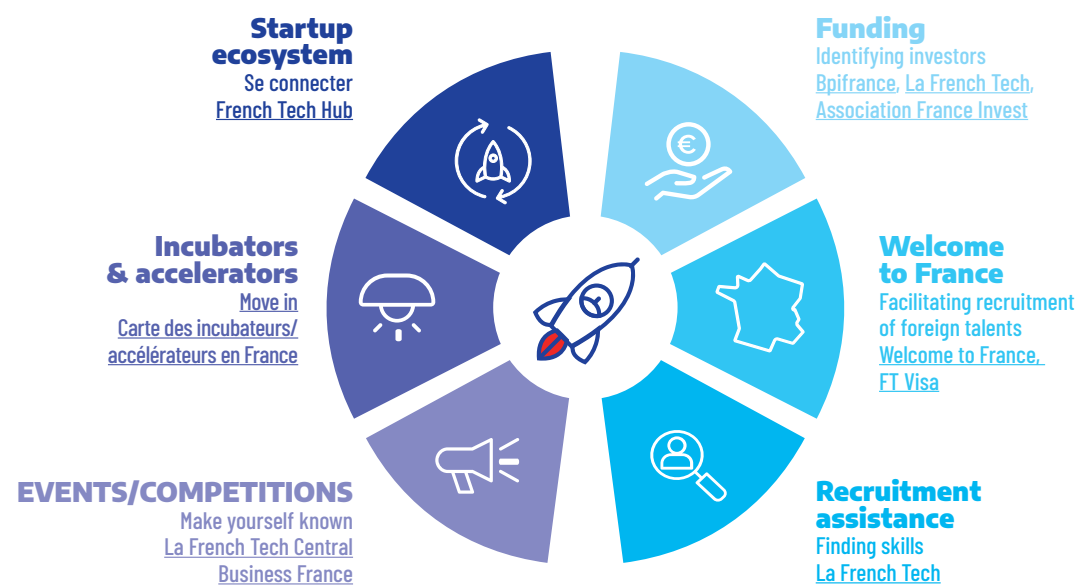 Startup
ecosystem
Se connecter
French Tech Hub
Funding
Identifying investors
Bpifrance, La French Tech,
Association France Invest
€
Incubators
& accelerators
Move in
Carte des incubateurs/
accélérateurs en France
Welcome
to France
Facilitating recruitment
of foreign talents
Welcome to France,
FT Visa
EVENTS/COMPETITIONS
Make yourself known
La French Tech Central
Business France
Recruitment
assistance
Finding skills
La French Tech